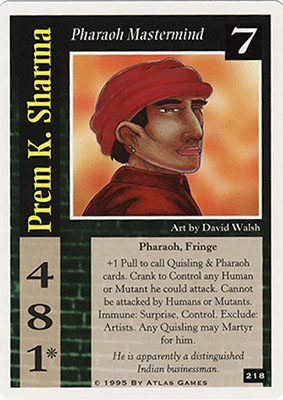 Pharaoh Mastermind
7
Prem K. Sharma
Art by David Walsh
4
8
1*
Pharaoh, Fringe
+1 Pull to call Quisling & Pharaoh
cards. Crank to Control any Human
or Mutant he could attack. Cannot
be attacked by Humans or Mutants.
Immune: Surprise, Control. Exclude:
Artists. Any Quisling may Martyr
for him.
He is apparently a distinguished
Indian businessman.
© 1995 By Atlas Games
218